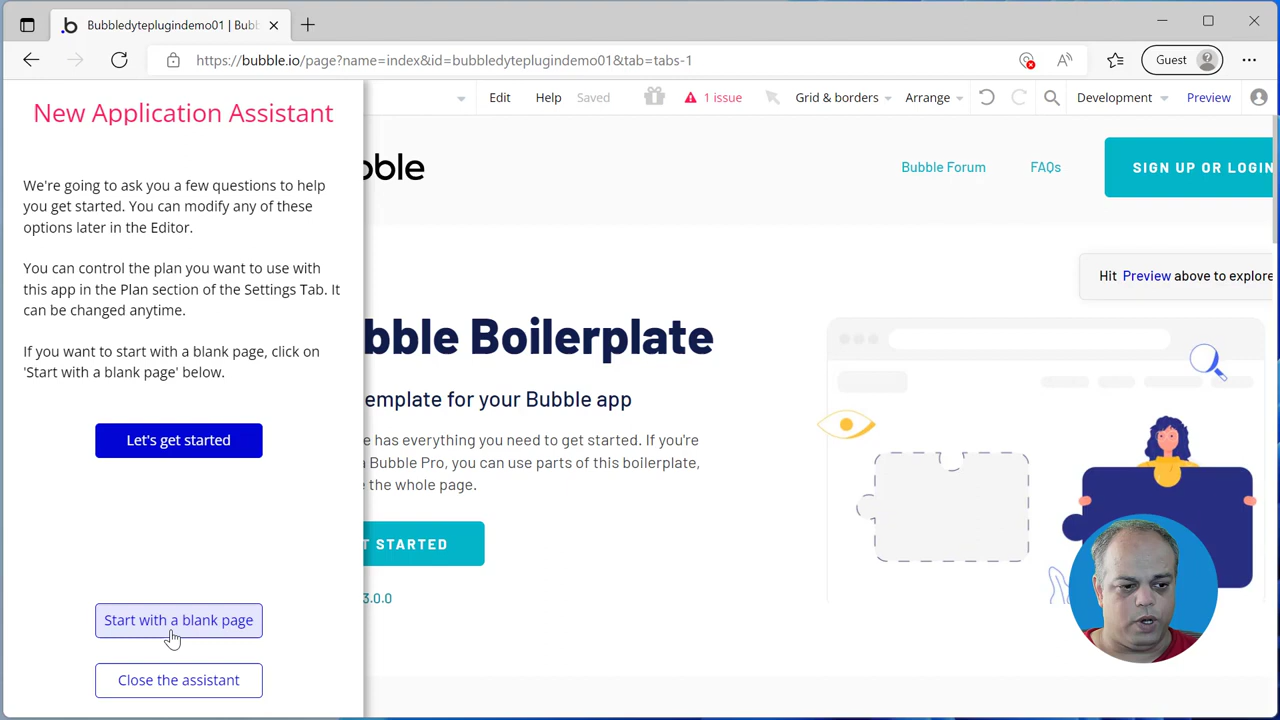 Bubbledyteplugindemo01 | Bubb
https://bubble.io/page?name=index&id=bubbledyteplugindemo01&tab=tabs-1
Guest
New Application Assistant
We're going to ask you a few questions to help
you get started. You can modify any of these
options later in the Editor.
You can control the plan you want to use with
this app in the Plan section of the Settings Tab. It
can be changed anytime.
If you want to start with a blank page, click on
'Start with a blank page' below.
Let's get started
Start with a blank page
Close the assistant
Edit Help Saved 1 issue Grid & borders Arrange Development Preview
bble
Bubble Forum FAQs SIGN UP OR LOGIN
Hit Preview above to explore
bble Boilerplate
emplate for your Bubble app
e has everything you need to get started. If you're
a Bubble Pro, you can use parts of this boilerplate,
e the whole page.
T STARTED
3.0.0